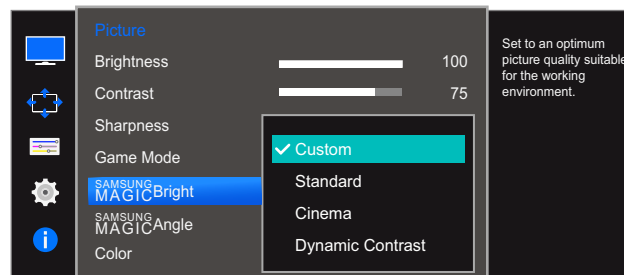 Picture
Brightness 100
Contrast 75
Sharpness
Game Mode
SAMSUNG
MAGICBright
SAMSUNG
MAGICAngle
Color
Custom
Standard
Cinema
Dynamic Contrast
Set to an optimum
picture quality suitable
for the working
environment.